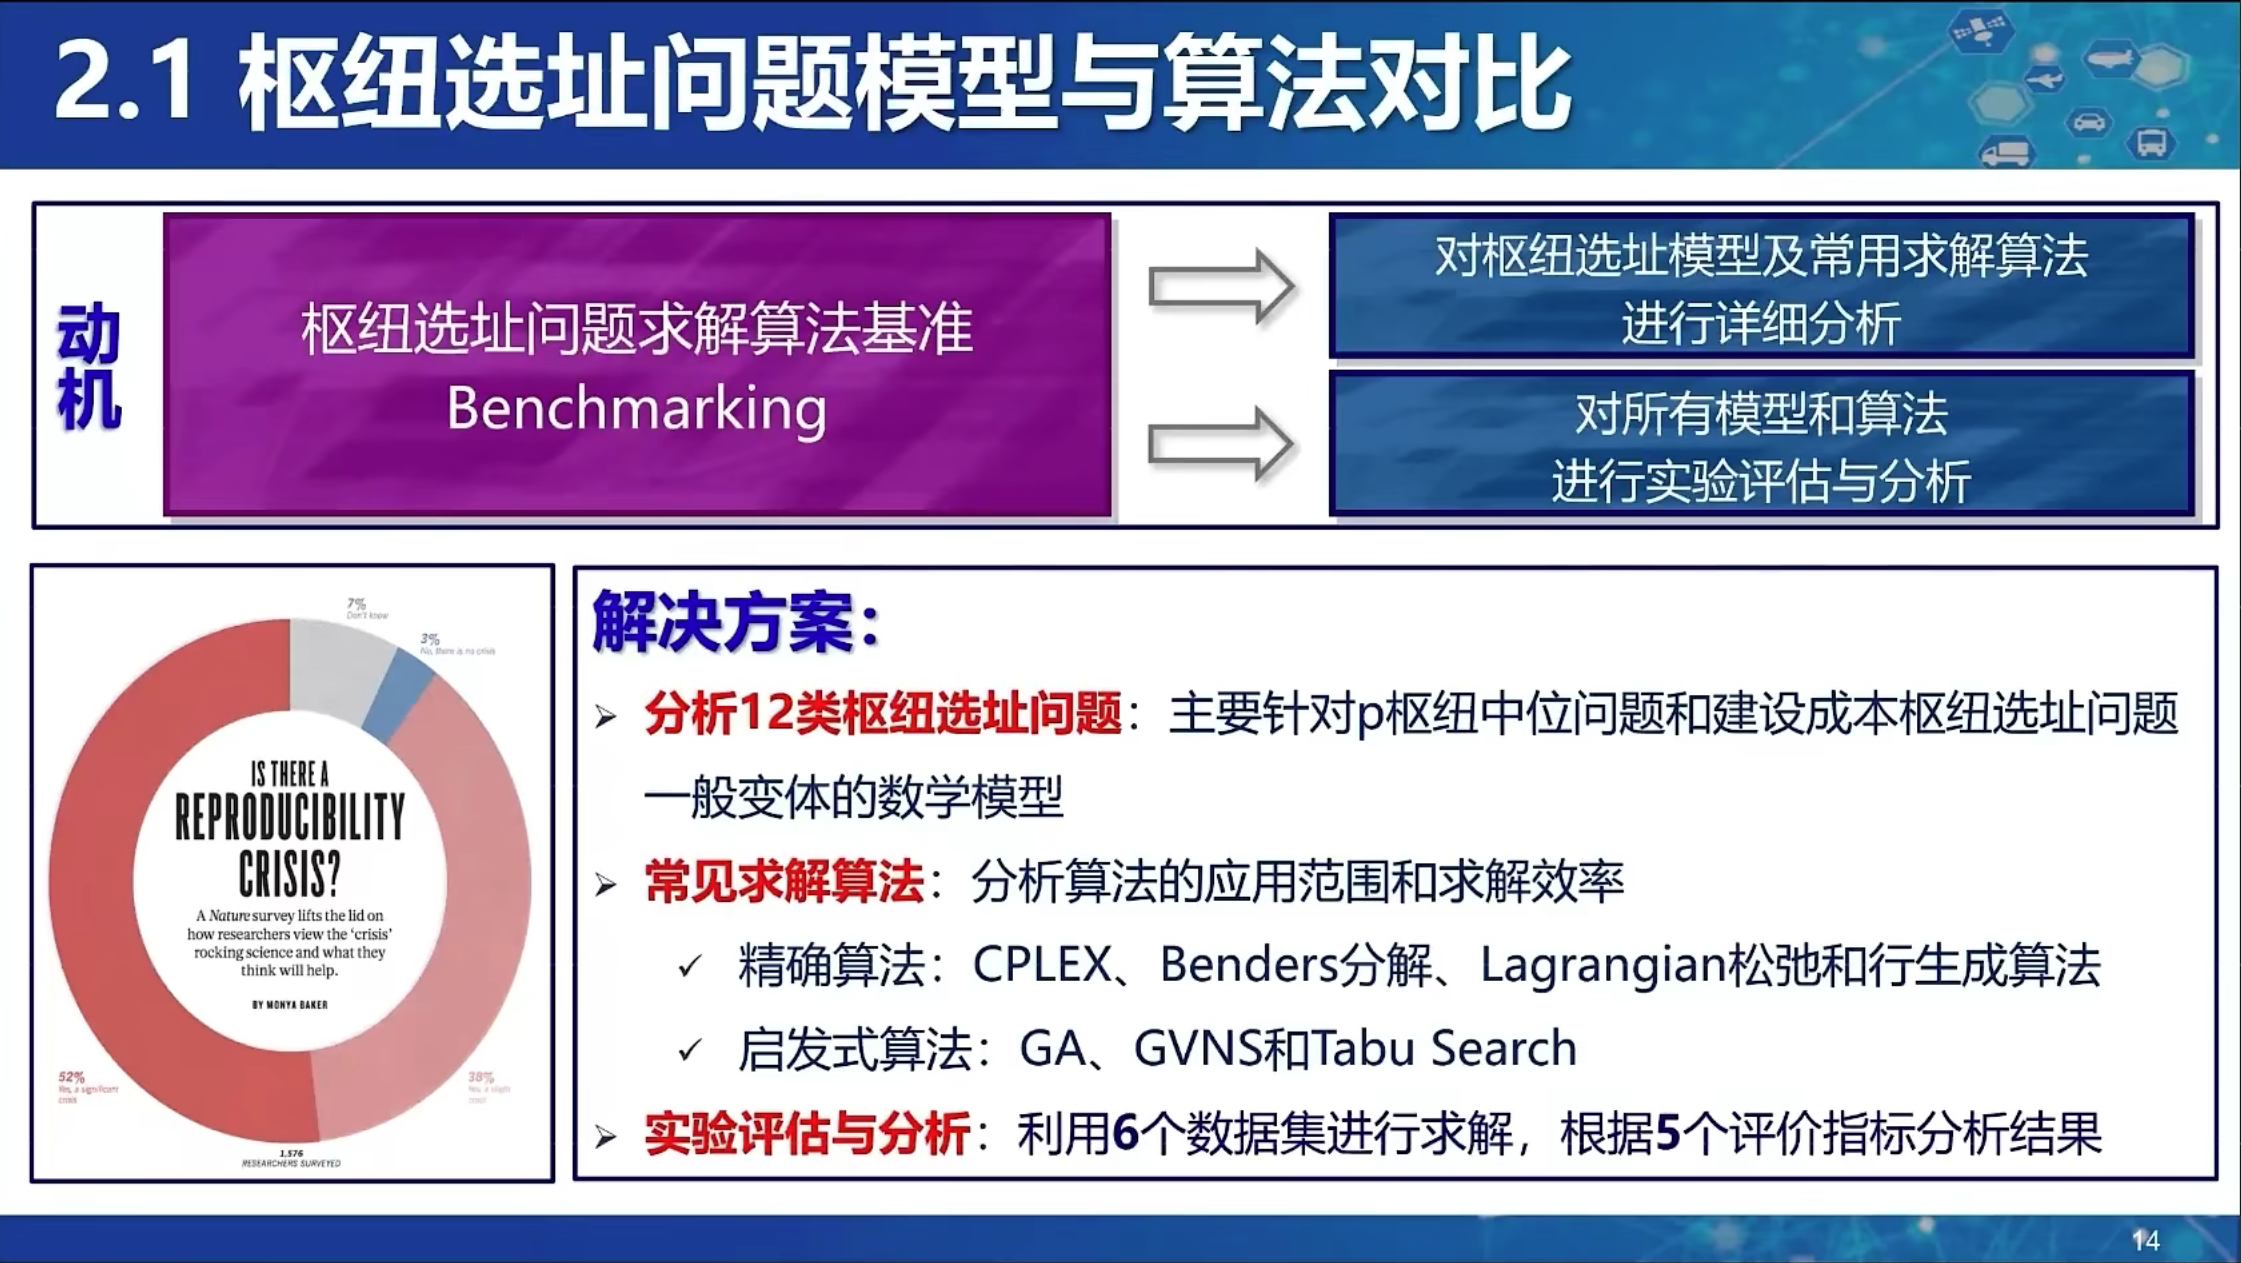 2.1 枢纽选址问题模型与算法对比
动机
枢纽选址问题求解算法基准
Benchmarking
对枢纽选址模型及常用求解算法
进行详细分析
对所有模型和算法
进行实验评估与分析
7%
Don't know
3%
No, there is no crisis
IS THERE A
REPRODUCIBILITY
CRISIS?
A Nature survey lifts the lid on
how researchers view the ‘crisis’
rocking science and what they
think will help.
BY MONYA BAKER
52%
Yes, a significant
crisis
38%
Yes, a slight
crisis
1,576
RESEARCHERS SURVEYED
解决方案：
➢ 分析12类枢纽选址问题：主要针对p枢纽中位问题和建设成本枢纽选址问题
一般变体的数学模型
➢ 常见求解算法：分析算法的应用范围和求解效率
✓ 精确算法：CPLEX、Benders分解、Lagrangian松弛和行生成算法
✓ 启发式算法：GA、GVNS和Tabu Search
➢ 实验评估与分析：利用6个数据集进行求解，根据5个评价指标分析结果
14